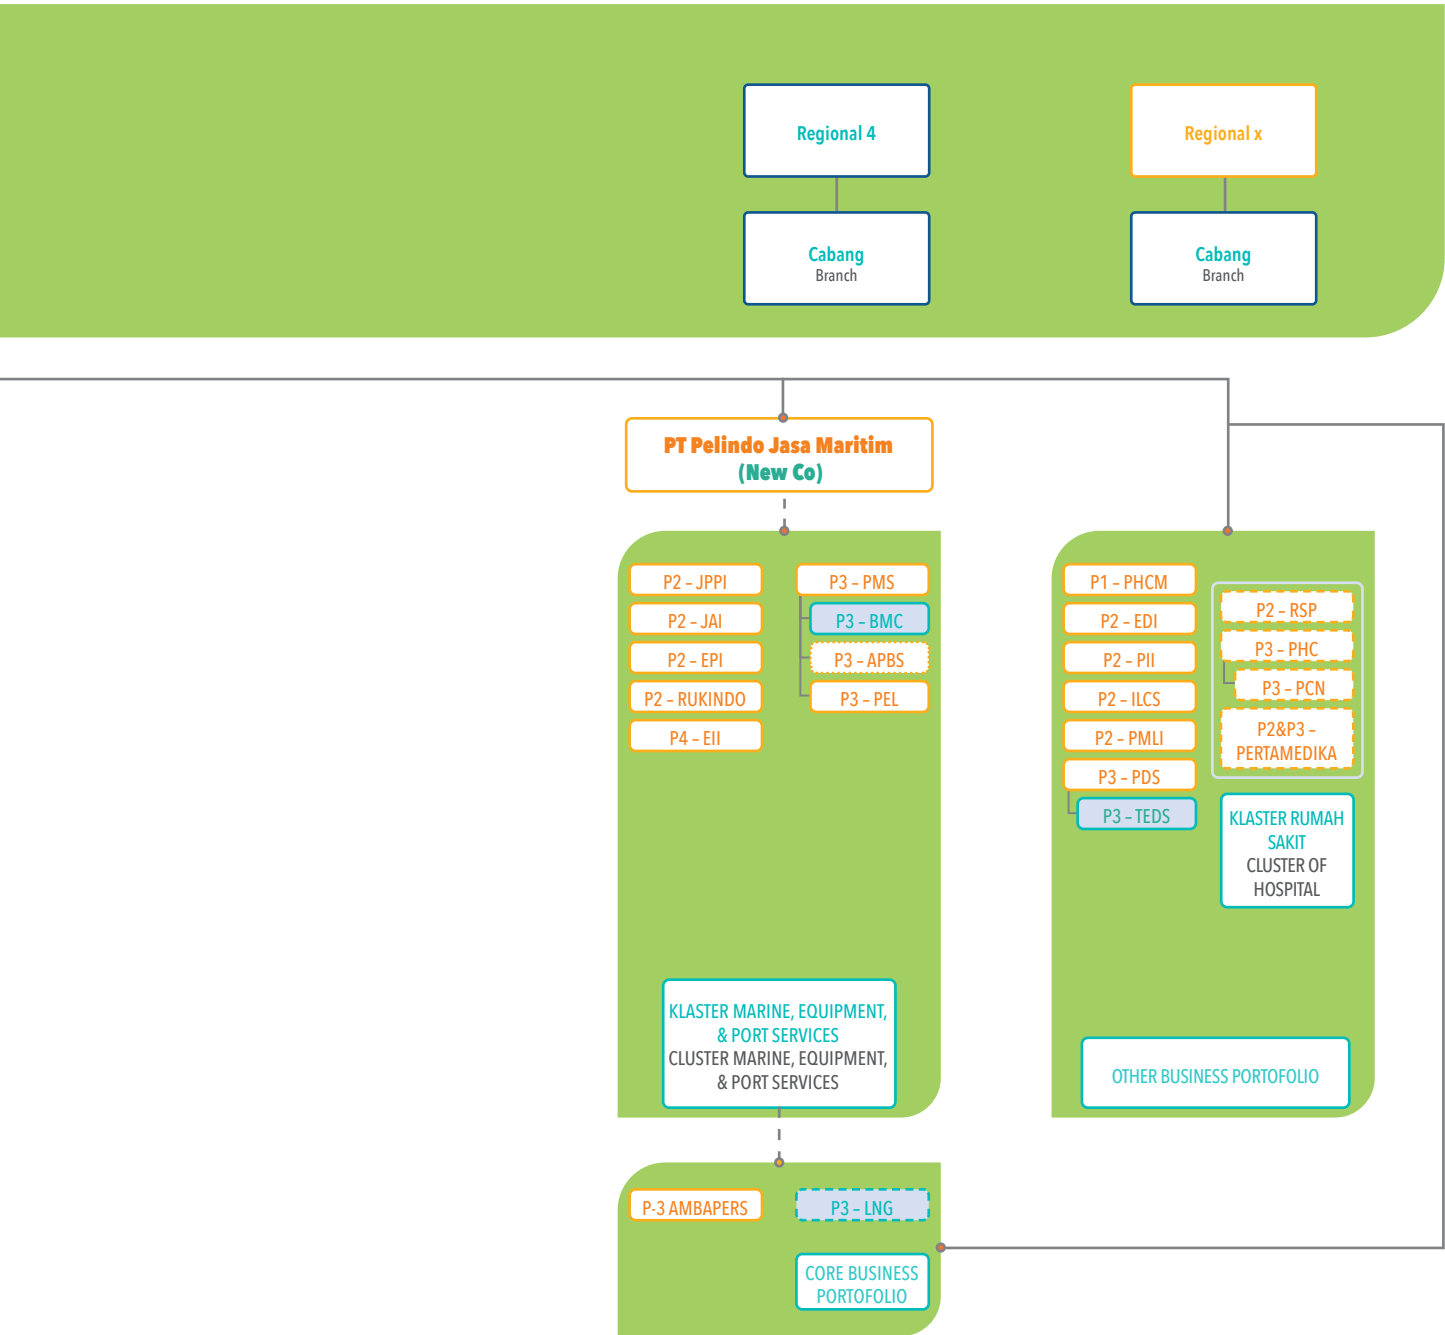 Regional 4
Regional x
Cabang
Branch
Cabang
Branch
PT Pelindo Jasa Maritim
(New Co)
P2 – JPPI
P2 – JAI
P2 – EPI
P2 – RUKINDO
P4 – EII
P3 – PMS
P3 – BMC
P3 – APBS
P3 – PEL
KLASTER MARINE, EQUIPMENT,
& PORT SERVICES
CLUSTER MARINE, EQUIPMENT,
& PORT SERVICES
P1 – PHCM
P2 – EDI
P2 – PII
P2 – ILCS
P2 – PMLI
P3 – PDS
P3 – TEDS
P2 – RSP
P3 – PHC
P3 – PCN
P2&P3 –
PERTAMEDIKA
KLASTER RUMAH
SAKIT
CLUSTER OF
HOSPITAL
OTHER BUSINESS PORTOFOLIO
P-3 AMBAPERS
P3 – LNG
CORE BUSINESS
PORTOFOLIO